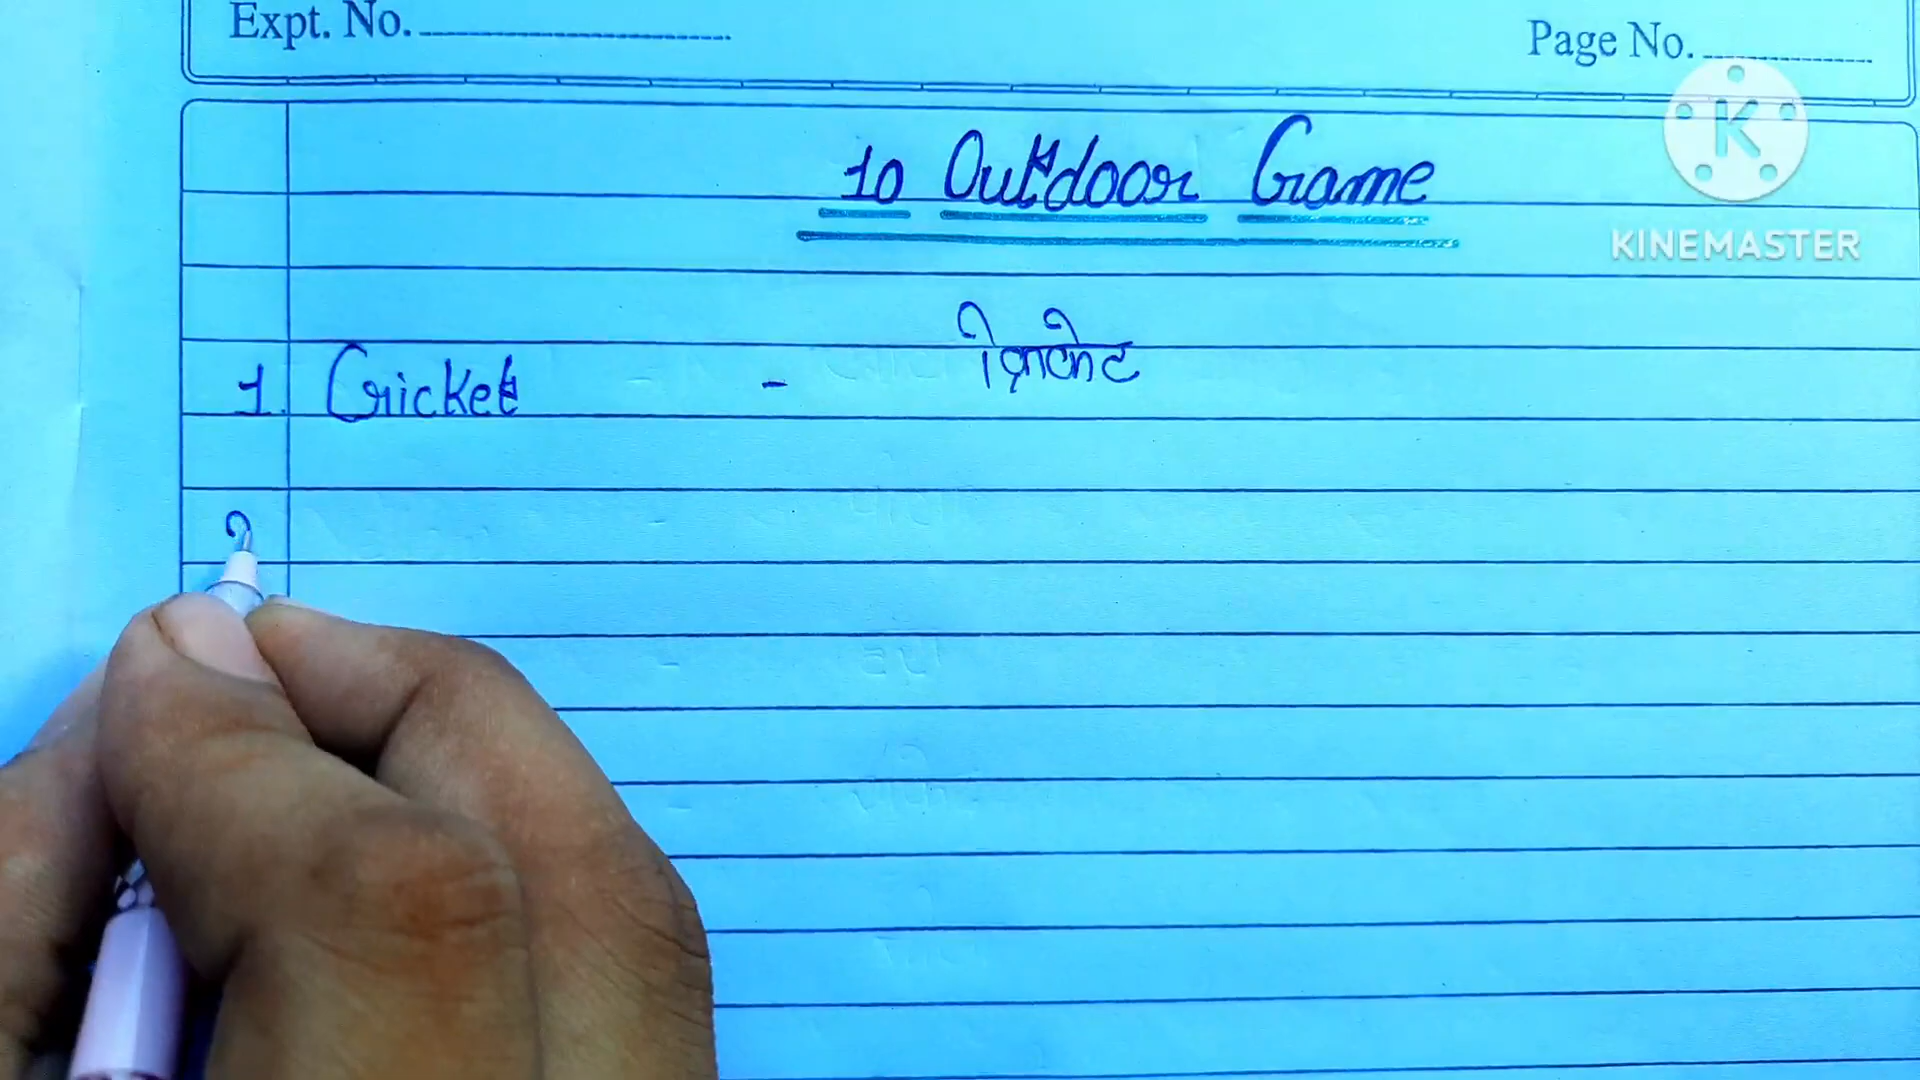 Expt. No.
Page No.
KINEMASTER
10 Outdoor Game
1. Cricket - क्रिकेट
2